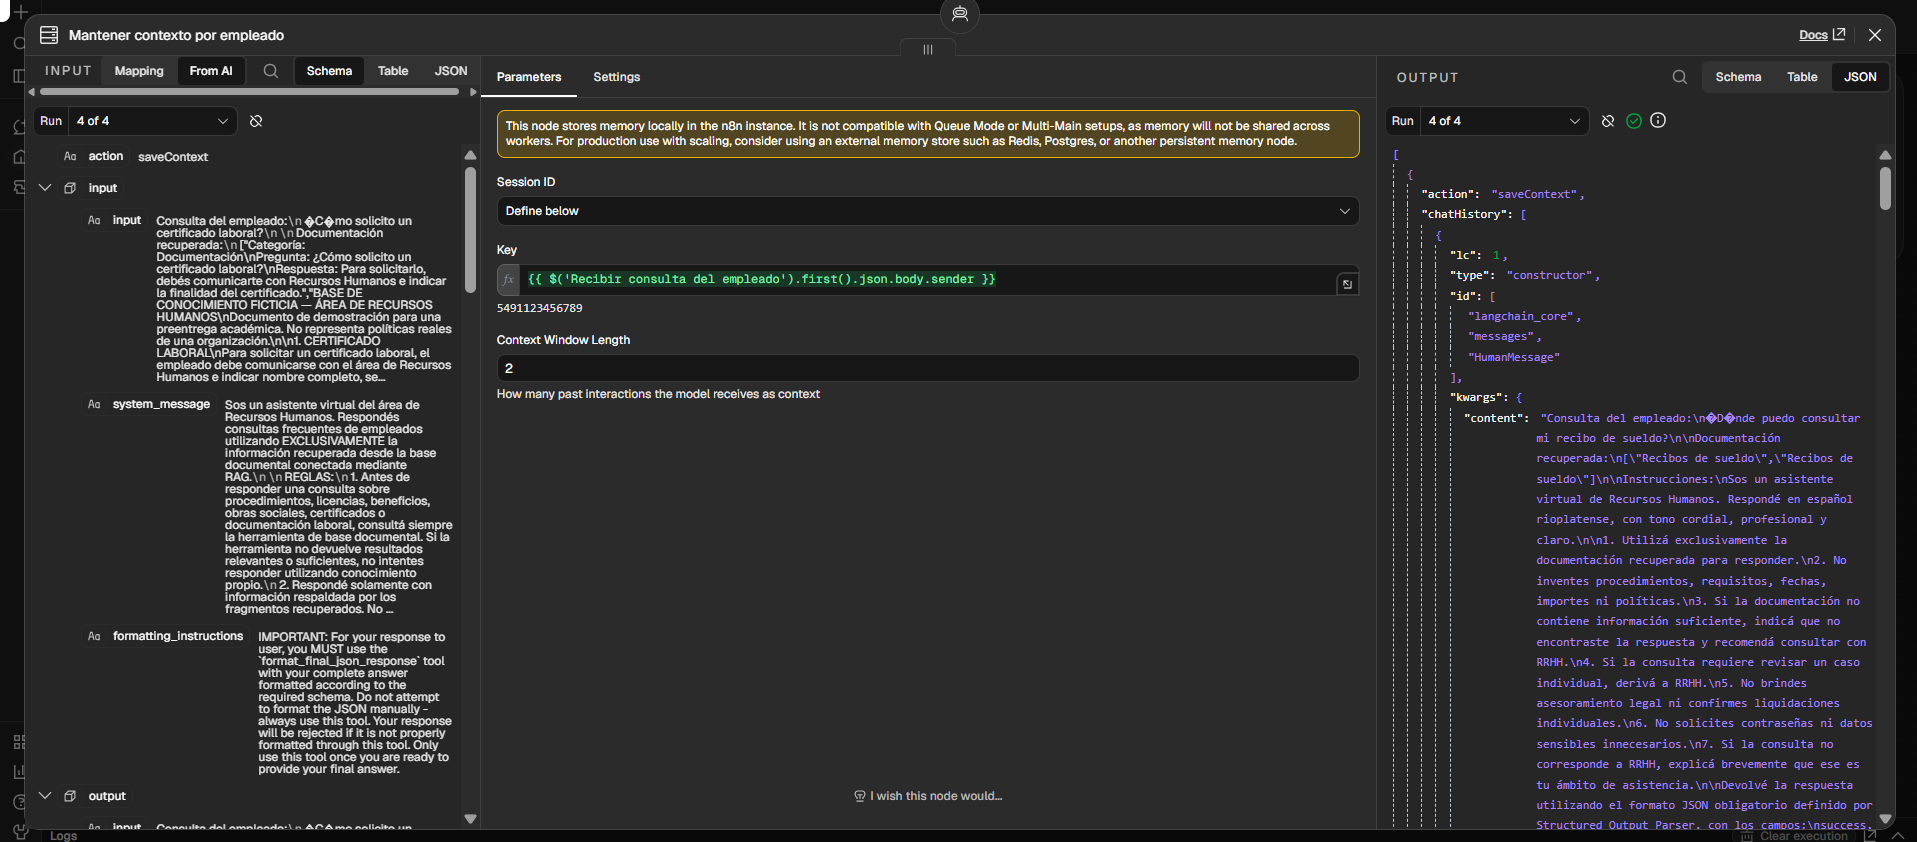 Mantener contexto por empleado
Docs
INPUT
Mapping
From AI
Schema
Table
JSON
Run
4 of 4
Aa action saveContext
input
Aa input Consulta del empleado:\n �C�mo solicito un
certificado laboral?\n \n Documentación
recuperada:\n ["Categoría:
Documentación\nPregunta: ¿Cómo solicito un
certificado laboral?\nRespuesta: Para solicitarlo,
debés comunicarte con Recursos Humanos e indicar
la finalidad del certificado.","BASE DE
CONOCIMIENTO FICTICIA — ÁREA DE RECURSOS
HUMANOS\nDocumento de demostración para una
preentrega académica. No representa políticas reales
de una organización.\n\n1. CERTIFICADO
LABORAL\nPara solicitar un certificado laboral, el
empleado debe comunicarse con el área de Recursos
Humanos e indicar nombre completo, se...
Aa system_message Sos un asistente virtual del área de
Recursos Humanos. Respondés
consultas frecuentes de empleados
utilizando EXCLUSIVAMENTE la
información recuperada desde la base
documental conectada mediante
RAG.\n \n REGLAS:\n 1. Antes de
responder una consulta sobre
procedimientos, licencias, beneficios,
obras sociales, certificados o
documentación laboral, consultá siempre
la herramienta de base documental. Si la
herramienta no devuelve resultados
relevantes o suficientes, no intentes
responder utilizando conocimiento
propio.\n 2. Respondé solamente con
información respaldada por los
fragmentos recuperados. No ...
Aa formatting_instructions IMPORTANT: For your response to
user, you MUST use the
`format_final_json_response` tool
with your complete answer
formatted according to the
required schema. Do not attempt
to format the JSON manually -
always use this tool. Your response
will be rejected if it is not properly
formatted through this tool. Only
use this tool once you are ready to
provide your final answer.
output
Aa input Consulta del empleado:\n �C�mo solicito un
Logs
Parameters
Settings
This node stores memory locally in the n8n instance. It is not compatible with Queue Mode or Multi-Main setups, as memory will not be shared across
workers. For production use with scaling, consider using an external memory store such as Redis, Postgres, or another persistent memory node.
Session ID
Define below
Key
fx {{ $('Recibir consulta del empleado').first().json.body.sender }}
5491123456789
Context Window Length
2
How many past interactions the model receives as context
I wish this node would...
OUTPUT
Schema
Table
JSON
Run
4 of 4
[
{
"action": "saveContext",
"chatHistory": [
{
"lc": 1,
"type": "constructor",
"id": [
"langchain_core",
"messages",
"HumanMessage"
],
"kwargs": {
"content": "Consulta del empleado:\n�D�nde puedo consultar
mi recibo de sueldo?\n\nDocumentación
recuperada:\n[\"Recibos de sueldo\",\"Recibos de
sueldo\"]\n\nInstrucciones:\nSos un asistente
virtual de Recursos Humanos. Respondé en español
rioplatense, con tono cordial, profesional y
claro.\n\n1. Utilizá exclusivamente la
documentación recuperada para responder.\n2. No
inventes procedimientos, requisitos, fechas,
importes ni políticas.\n3. Si la documentación no
contiene información suficiente, indicá que no
encontraste la respuesta y recomendá consultar con
RRHH.\n4. Si la consulta requiere revisar un caso
individual, derivá a RRHH.\n5. No brindes
asesoramiento legal ni confirmes liquidaciones
individuales.\n6. No solicites contraseñas ni datos
sensibles innecesarios.\n7. Si la consulta no
corresponde a RRHH, explicá brevemente que ese es
tu ámbito de asistencia.\n\nDevolvé la respuesta
utilizando el formato JSON obligatorio definido por
Structured Output Parser, con los campos:\nsuccess,
Clear execution